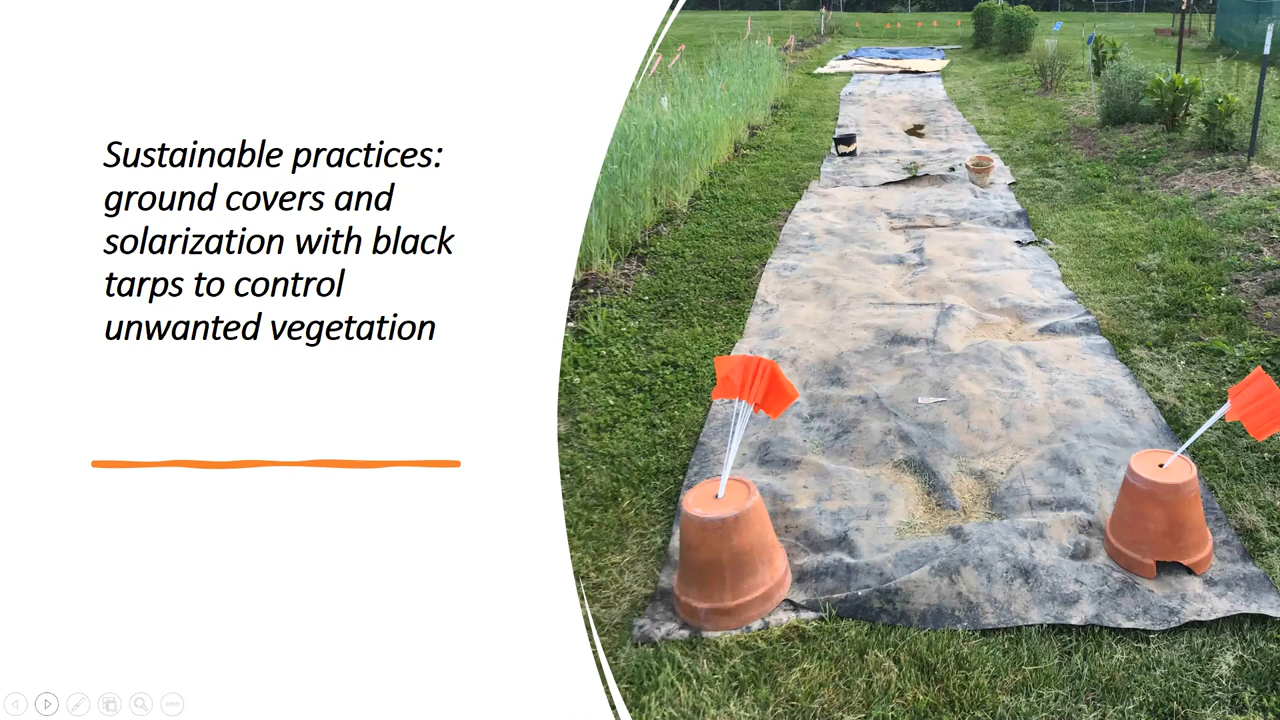 Sustainable practices:
ground covers and
solarization with black
tarps to control
unwanted vegetation